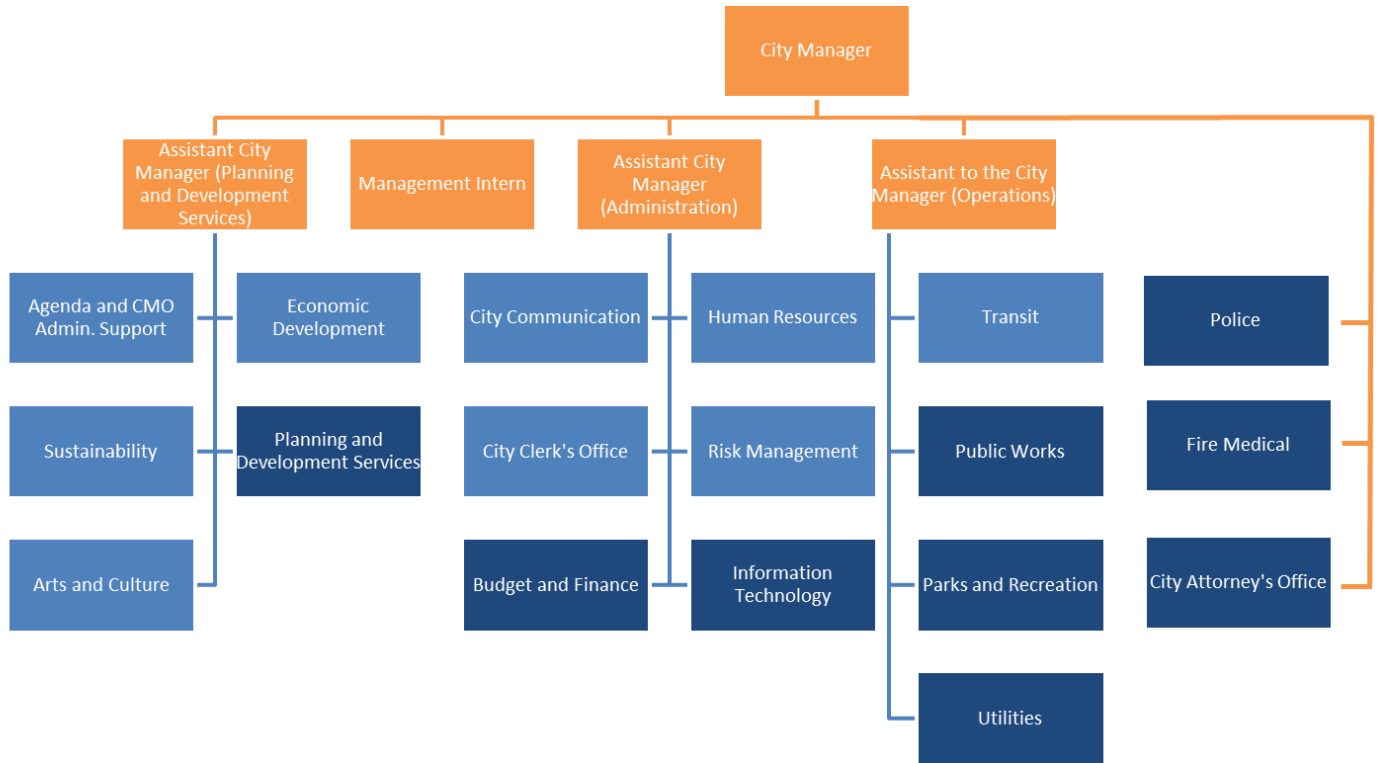 City Manager
Assistant City
Manager (Planning
and Development
Services)
Management Intern
Assistant City
Manager
(Administration)
Assistant to the City
Manager (Operations)
Agenda and CMO
Admin. Support
Economic
Development
City Communication
Human Resources
Transit
Police
Sustainability
Planning and
Development Services
City Clerk's Office
Risk Management
Public Works
Fire Medical
Arts and Culture
Budget and Finance
Information
Technology
Parks and Recreation
City Attorney's Office
Utilities